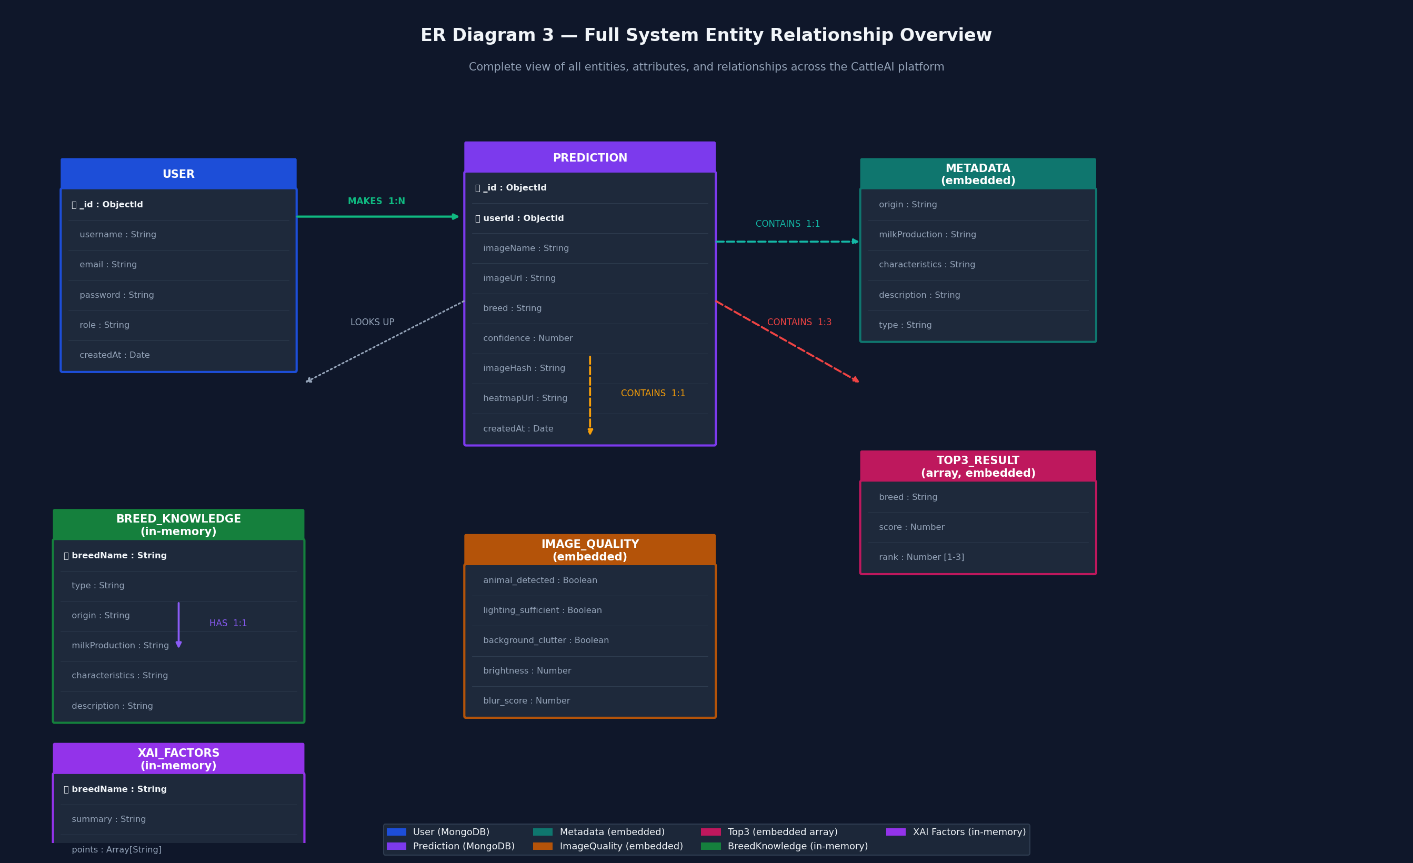 ER Diagram 3 — Full System Entity Relationship Overview
Complete view of all entities, attributes, and relationships across the CattleAI platform
USER
_id : ObjectId
username : String
email : String
password : String
role : String
createdAt : Date
MAKES 1:N
LOOKS UP
PREDICTION
_id : ObjectId
userId : ObjectId
imageName : String
imageUrl : String
breed : String
confidence : Number
imageHash : String
heatmapUrl : String
createdAt : Date
CONTAINS 1:1
CONTAINS 1:1
CONTAINS 1:3
METADATA
(embedded)
origin : String
milkProduction : String
characteristics : String
description : String
type : String
TOP3_RESULT
(array, embedded)
breed : String
score : Number
rank : Number [1-3]
BREED_KNOWLEDGE
(in-memory)
breedName : String
type : String
origin : String
milkProduction : String
characteristics : String
description : String
HAS 1:1
IMAGE_QUALITY
(embedded)
animal_detected : Boolean
lighting_sufficient : Boolean
background_clutter : Boolean
brightness : Number
blur_score : Number
XAI_FACTORS
(in-memory)
breedName : String
summary : String
points : Array[String]
User (MongoDB)
Prediction (MongoDB)
Metadata (embedded)
ImageQuality (embedded)
Top3 (embedded array)
BreedKnowledge (in-memory)
XAI Factors (in-memory)